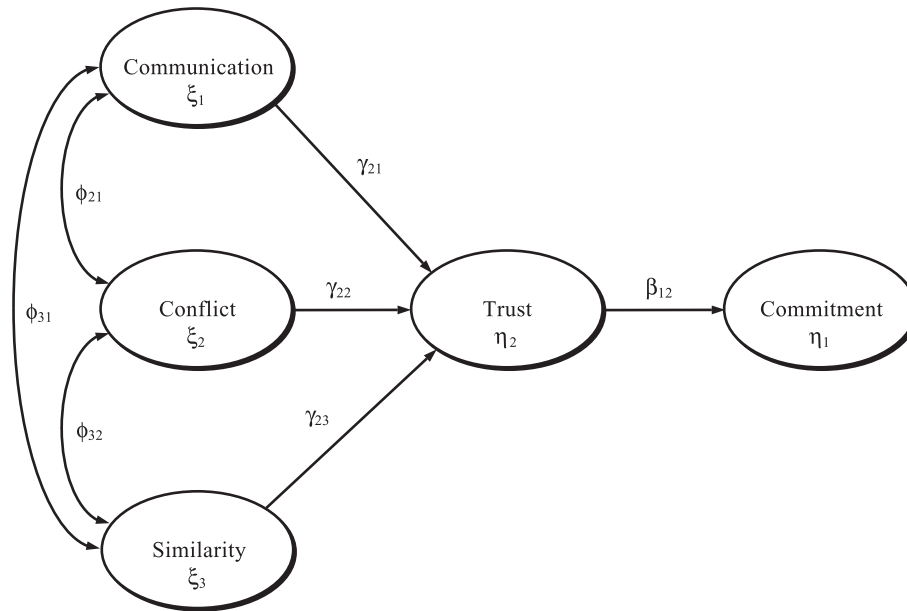 Communication
ξ₁
γ₂₁
ϕ₂₁
Conflict
ξ₂
γ₂₂
Trust
η₂
β₁₂
Commitment
η₁
ϕ₃₁
γ₂₃
ϕ₃₂
Similarity
ξ₃